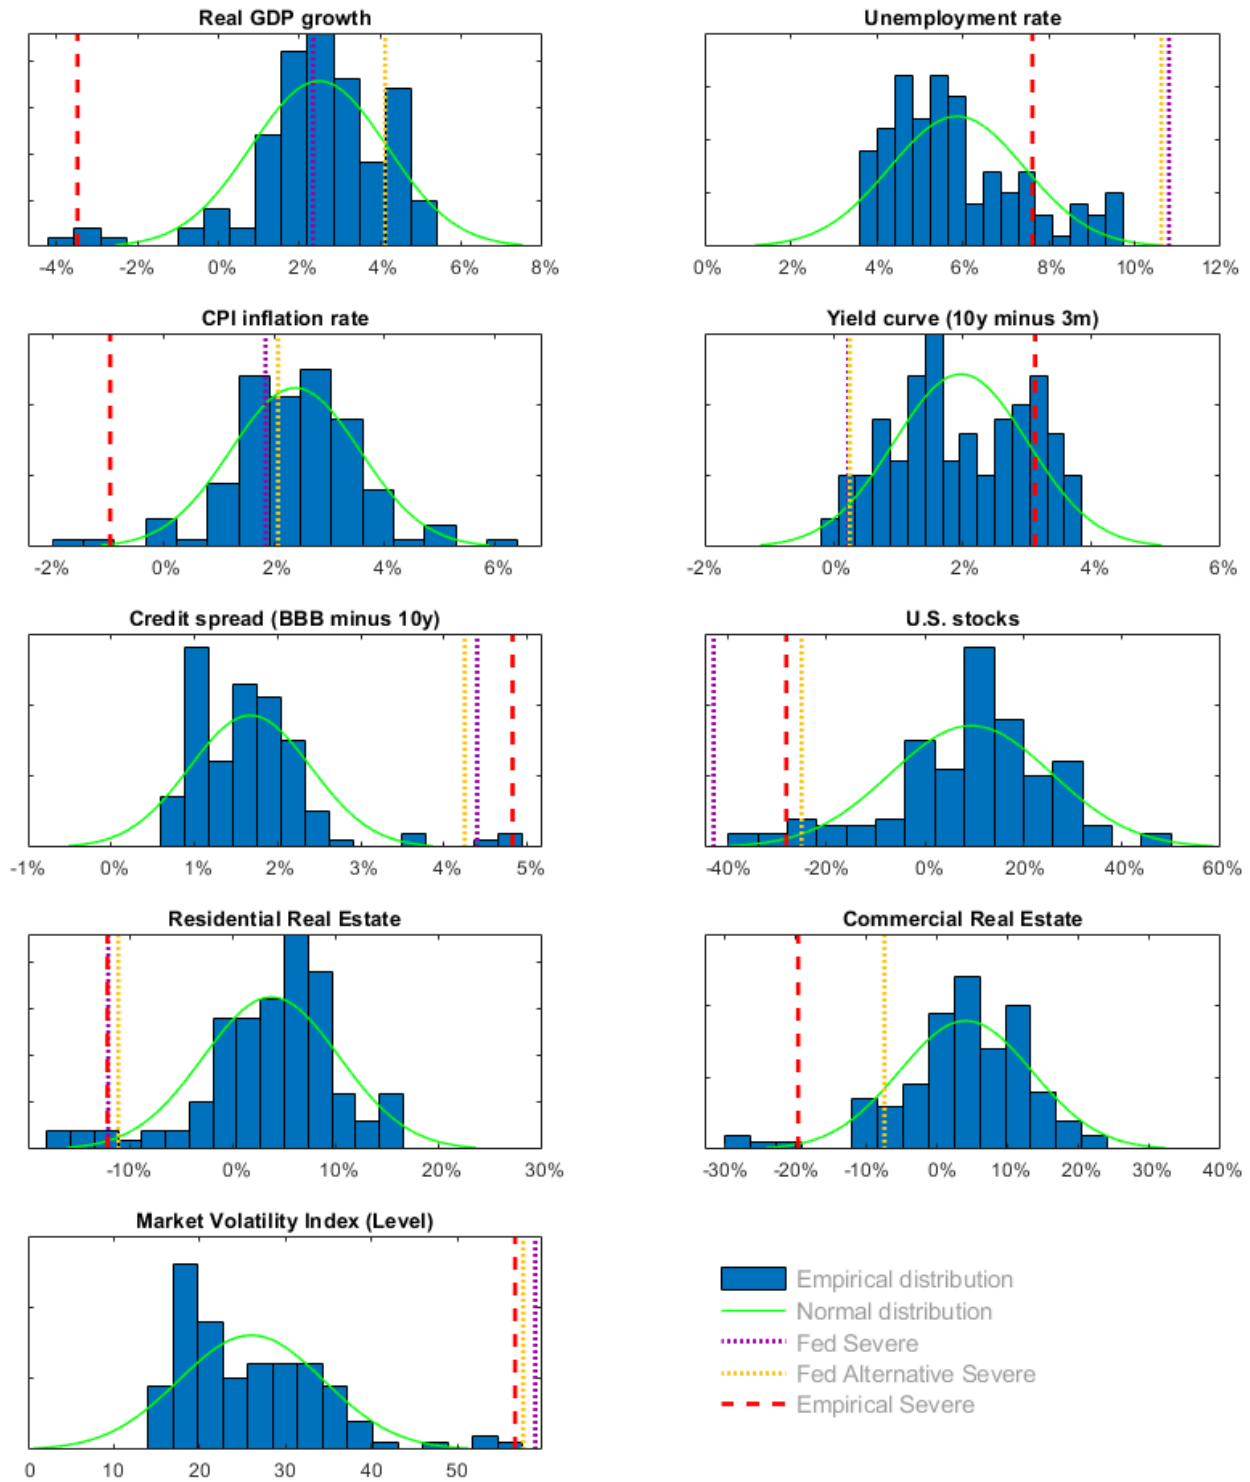 Real GDP growth
-4% -2% 0% 2% 4% 6% 8%
Unemployment rate
0% 2% 4% 6% 8% 10% 12%
CPI inflation rate
-2% 0% 2% 4% 6%
Yield curve (10y minus 3m)
-2% 0% 2% 4% 6%
Credit spread (BBB minus 10y)
-1% 0% 1% 2% 3% 4% 5%
U.S. stocks
-40% -20% 0% 20% 40% 60%
Residential Real Estate
-10% 0% 10% 20% 30%
Commercial Real Estate
-30% -20% -10% 0% 10% 20% 30% 40%
Market Volatility Index (Level)
0 10 20 30 40 50
Empirical distribution
Normal distribution
Fed Severe
Fed Alternative Severe
Empirical Severe